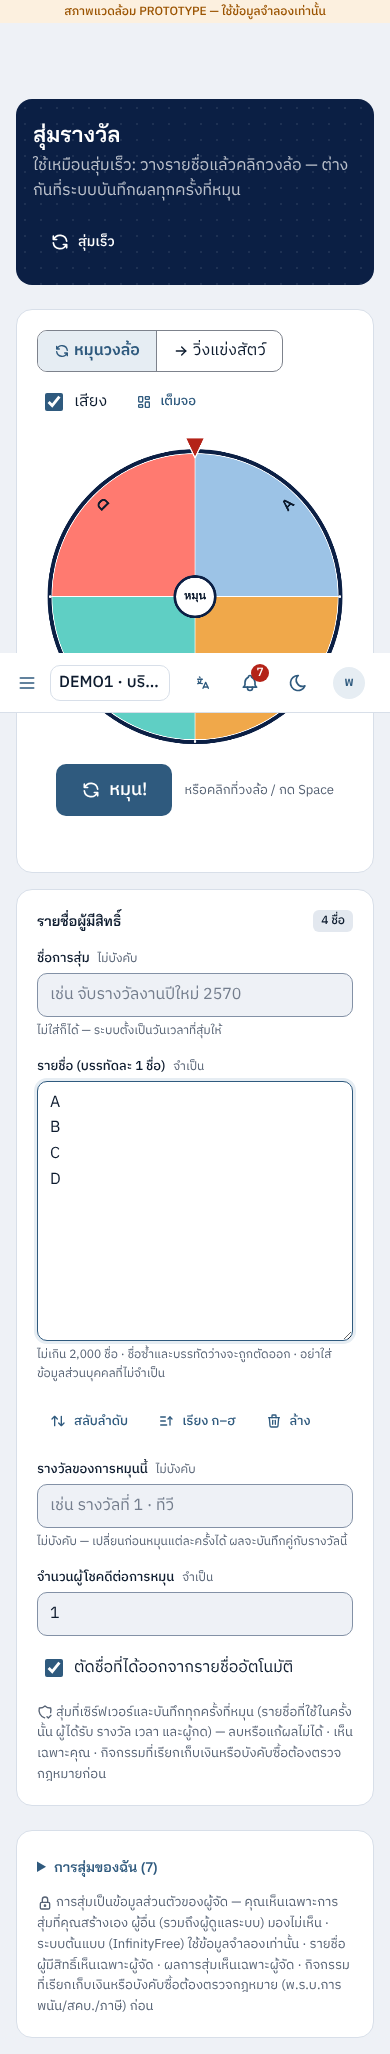 สภาพแวดล้อม PROTOTYPE — ใช้ข้อมูลจำลองเท่านั้น
สุ่มรางวัล
ใช้เหมือนสุ่มเร็ว: วางรายชื่อแล้วคลิกวงล้อ — ต่าง
กันที่ระบบบันทึกผลทุกครั้งที่หมุน
สุ่มเร็ว
หมุนวงล้อ
วิ่งแข่งสัตว์
เสียง
เต็มจอ
D
A
หมุน
DEMO1 · บริ...
7
พ
หมุน!
หรือคลิกที่วงล้อ / กด Space
รายชื่อผู้มีสิทธิ์
4 ชื่อ
ชื่อการสุ่ม ไม่บังคับ
เช่น จับรางวัลงานปีใหม่ 2570
ไม่ใส่ก็ได้ — ระบบตั้งเป็นวันเวลาที่สุ่มให้
รายชื่อ (บรรทัดละ 1 ชื่อ) จำเป็น
A
B
C
D
ไม่เกิน 2,000 ชื่อ · ชื่อซ้ำและบรรทัดว่างจะถูกตัดออก · อย่าใส่
ข้อมูลส่วนบุคคลที่ไม่จำเป็น
สลับลำดับ
เรียง ก–ฮ
ล้าง
รางวัลของการหมุนนี้ ไม่บังคับ
เช่น รางวัลที่ 1 · ทีวี
ไม่บังคับ — เปลี่ยนก่อนหมุนแต่ละครั้งได้ ผลจะบันทึกคู่กับรางวัลนี้
จำนวนผู้โชคดีต่อการหมุน จำเป็น
1
ตัดชื่อที่ได้ออกจากรายชื่ออัตโนมัติ
สุ่มที่เซิร์ฟเวอร์และบันทึกทุกครั้งที่หมุน (รายชื่อที่ใช้ในครั้ง
นั้น ผู้ได้รับ รางวัล เวลา และผู้กด) — ลบหรือแก้ผลไม่ได้ · เห็น
เฉพาะคุณ · กิจกรรมที่เรียกเก็บเงินหรือบังคับซื้อต้องตรวจ
กฎหมายก่อน
การสุ่มของฉัน (7)
การสุ่มเป็นข้อมูลส่วนตัวของผู้จัด — คุณเห็นเฉพาะการ
สุ่มที่คุณสร้างเอง ผู้อื่น (รวมถึงผู้ดูแลระบบ) มองไม่เห็น ·
ระบบต้นแบบ (InfinityFree) ใช้ข้อมูลจำลองเท่านั้น · รายชื่อ
ผู้มีสิทธิ์เห็นเฉพาะผู้จัด · ผลการสุ่มเห็นเฉพาะผู้จัด · กิจกรรม
ที่เรียกเก็บเงินหรือบังคับซื้อต้องตรวจกฎหมาย (พ.ร.บ.การ
พนัน/สคบ./ภาษี) ก่อน